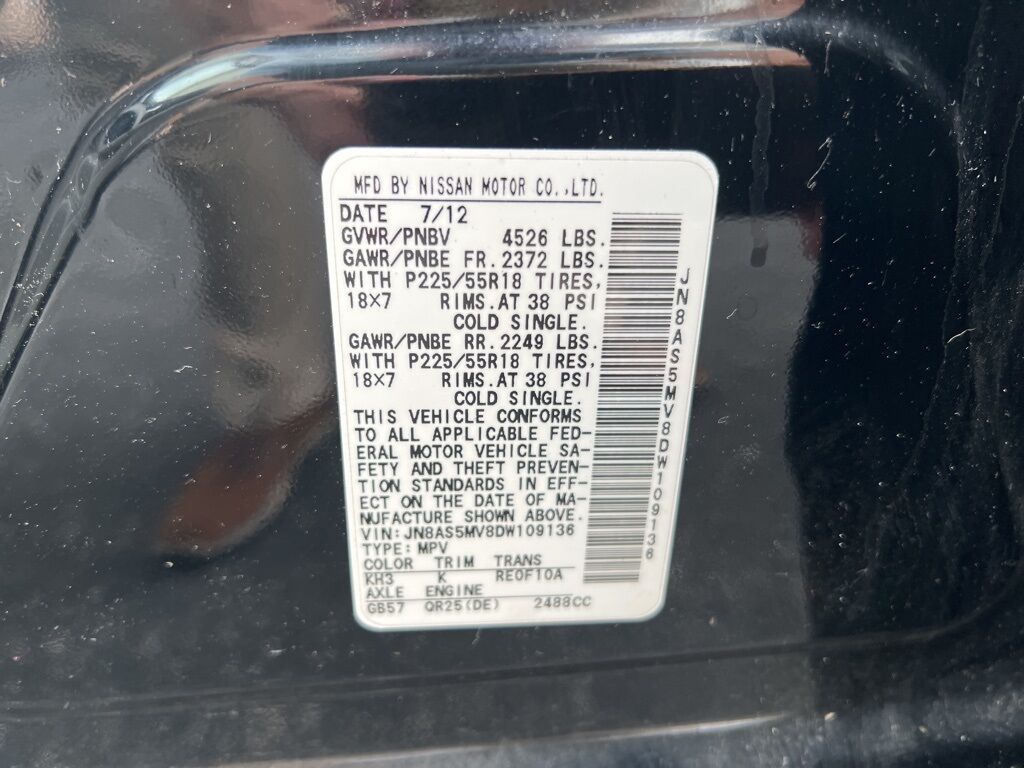 MFD BY NISSAN MOTOR CO.,LTD.
DATE 7/12
GVWR/PNBV 4526 LBS.
GAWR/PNBE FR.2372 LBS.
WITH P225/55R18 TIRES,
18×7 RIMS.AT 38 PSI
COLD SINGLE.
GAWR/PNBE RR.2249 LBS.
WITH P225/55R18 TIRES,
18×7 RIMS.AT 38 PSI
COLD SINGLE.
THIS VEHICLE CONFORMS
TO ALL APPLICABLE FED-
ERAL MOTOR VEHICLE SA-
FETY AND THEFT PREVEN-
TION STANDARDS IN EFF-
ECT ON THE DATE OF MA-
NUFACTURE SHOWN ABOVE.
VIN:JN8AS5MV8DW109136
TYPE:MPV
COLOR TRIM TRANS
KH3 K RE0F10A
AXLE ENGINE
GB57 QR25(DE) 2488CC
JN8AS5MV8DW109136